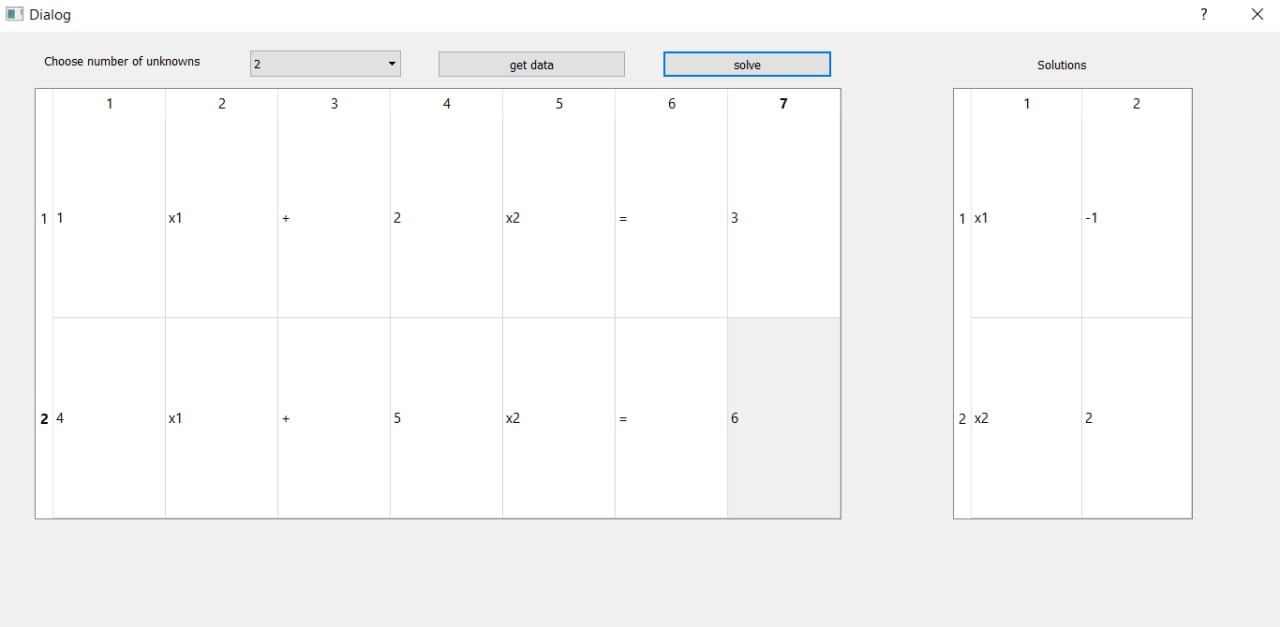 Dialog ? ×
Choose number of unknowns 2 get data solve Solutions
1 2 3 4 5 6 7 1 2
1 1 x1 + 2 x2 = 3 1 x1 -1
2 4 x1 + 5 x2 = 6 2 x2 2